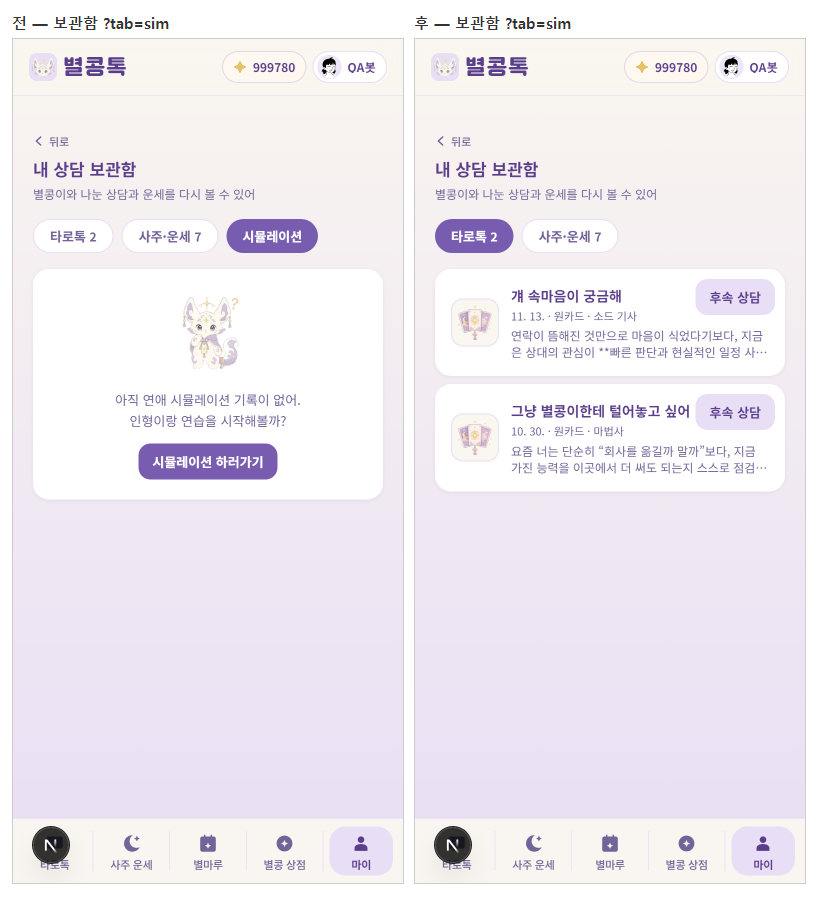 전 — 보관함 ?tab=sim
별콩톡
999780
QA봇
뒤로
내 상담 보관함
별콩이와 나눈 상담과 운세를 다시 볼 수 있어
타로톡 2
사주·운세 7
시뮬레이션
?
아직 연애 시뮬레이션 기록이 없어.
인형이랑 연습을 시작해볼까?
시뮬레이션 하러가기
N
타로톡
사주 운세
별마루
별콩 상점
마이
후 — 보관함 ?tab=sim
별콩톡
999780
QA봇
뒤로
내 상담 보관함
별콩이와 나눈 상담과 운세를 다시 볼 수 있어
타로톡 2
사주·운세 7
걔 속마음이 궁금해
후속 상담
11. 13. · 원카드 · 소드 기사
연락이 뜸해진 것만으로 마음이 식었다기보다, 지금
은 상대의 관심이 **빠른 판단과 현실적인 일정 사…
그냥 별콩이한테 털어놓고 싶어
후속 상담
10. 30. · 원카드 · 마법사
요즘 너는 단순히 “회사를 옮길까 말까”보다, 지금
가진 능력을 이곳에서 더 써도 되는지 스스로 점검…
N
타로톡
사주 운세
별마루
별콩 상점
마이